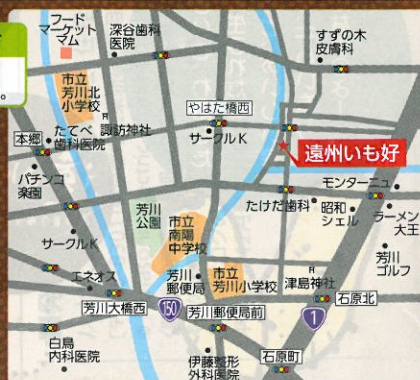 フード
マーケット
マム
深谷歯科
医院
すずの木
皮膚科
。
市立
芳川北
小学校
やはた橋西
サークルK
本郷
たてべ
歯科医院
諏訪神社
遠州いも好
パチンコ
楽園
モンターニュ
たけだ歯科
昭和
シェル
ラーメン
大王
芳川
公園
市立
南陽
中学校
サークルK
芳川
ゴルフ
エネオス
芳川
郵便局
市立
芳川小学校
津島神社
石原北
芳川大橋西
150
芳川郵便局前
1
白鳥
内科医院
伊藤整形
外科医院
石原町